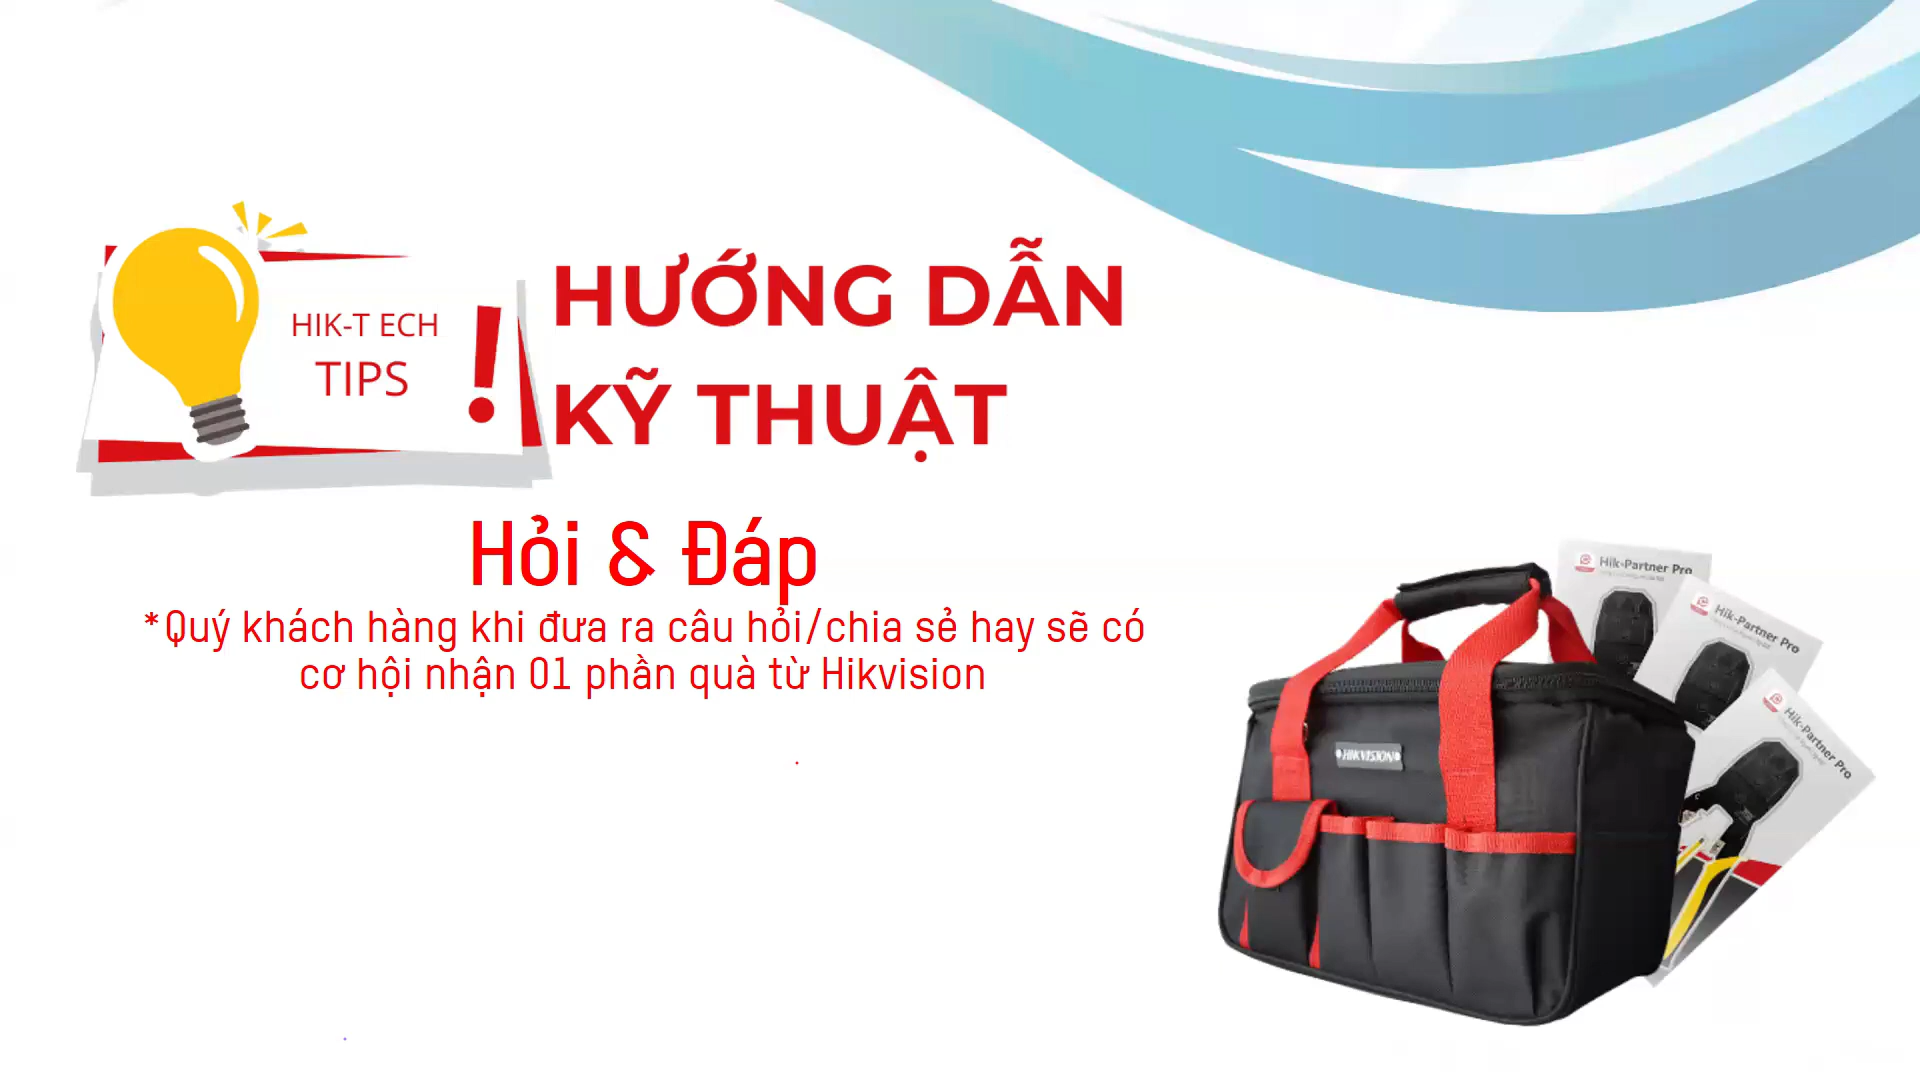 HIK-T ECH
TIPS
HƯỚNG DẪN
KỸ THUẬT
Hỏi & Đáp
*Quý khách hàng khi đưa ra câu hỏi/chia sẻ hay sẽ có
cơ hội nhận 01 phần quà từ Hikvision
Hik-Partner Pro
Hik-Partner Pro
Hik-Partner Pro
HIKVISION